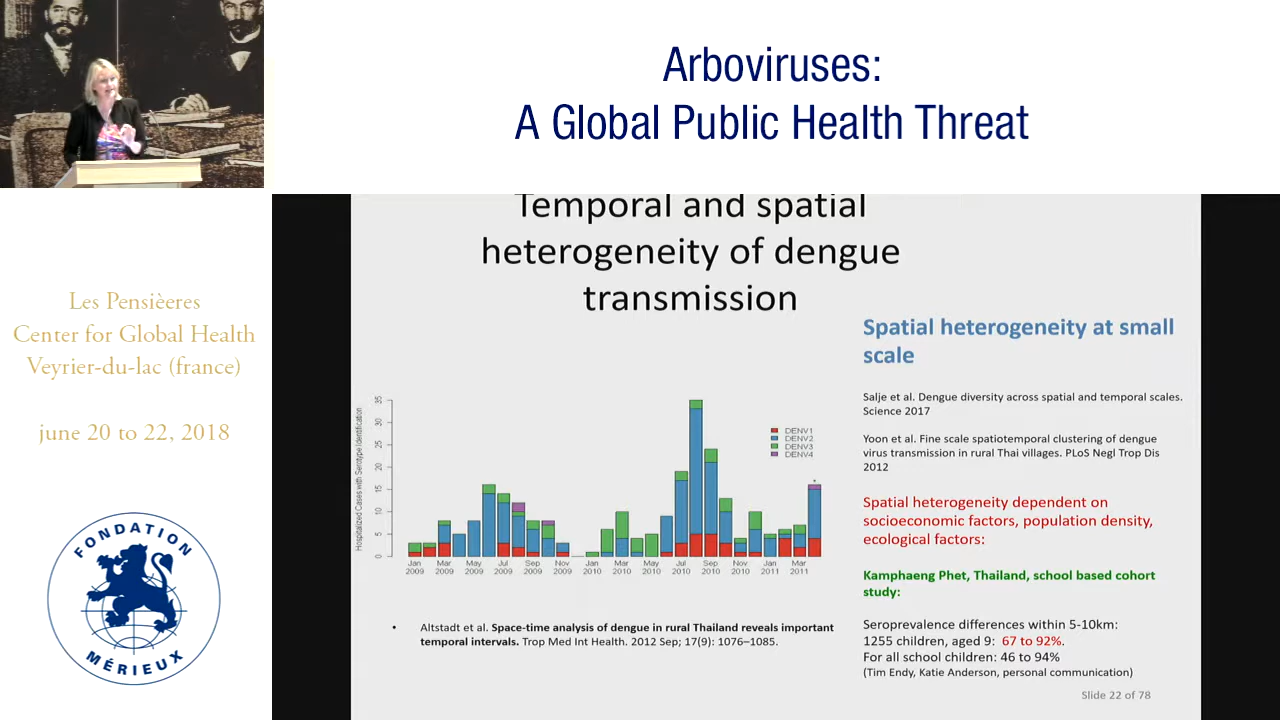 Arboviruses:
A Global Public Health Threat
Les Pensièeres
Center for Global Health
Veyrier-du-lac (france)
june 20 to 22, 2018
FONDATION
MÉRIEUX
Temporal and spatial
heterogeneity of dengue
transmission
Hospitalized Cases with Serotype Identification
35
30
25
20
15
10
5
0
DENV1
DENV2
DENV3
DENV4
*
Jan Mar May Jul Sep Nov Jan Mar May Jul Sep Nov Jan Mar
2009 2009 2009 2009 2009 2009 2010 2010 2010 2010 2010 2010 2011 2011
• Altstadt et al. Space-time analysis of dengue in rural Thailand reveals important
temporal intervals. Trop Med Int Health. 2012 Sep; 17(9): 1076–1085.
Spatial heterogeneity at small
scale
Salje et al. Dengue diversity across spatial and temporal scales.
Science 2017
Yoon et al. Fine scale spatiotemporal clustering of dengue
virus transmission in rural Thai villages. PLoS Negl Trop Dis
2012
Spatial heterogeneity dependent on
socioeconomic factors, population density,
ecological factors:
Kamphaeng Phet, Thailand, school based cohort
study:
Seroprevalence differences within 5-10km:
1255 children, aged 9: 67 to 92%.
For all school children: 46 to 94%
(Tim Endy, Katie Anderson, personal communication)
Slide 22 of 78